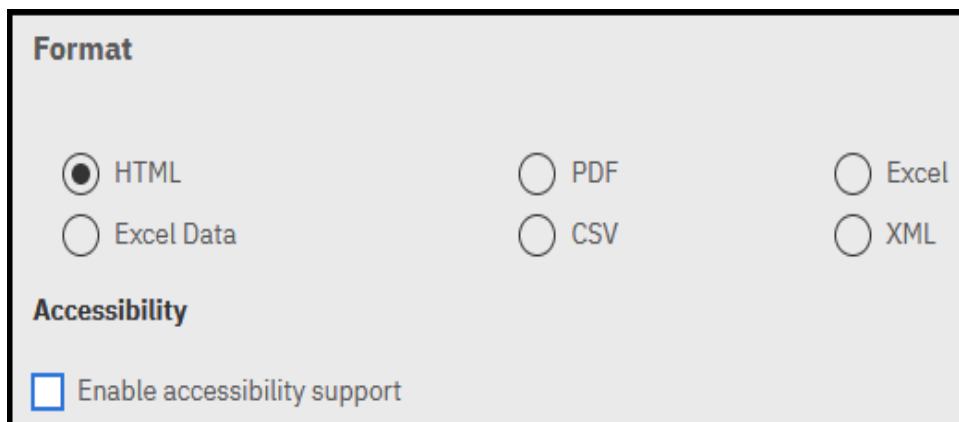 Format
HTML PDF Excel
Excel Data CSV XML
Accessibility
Enable accessibility support